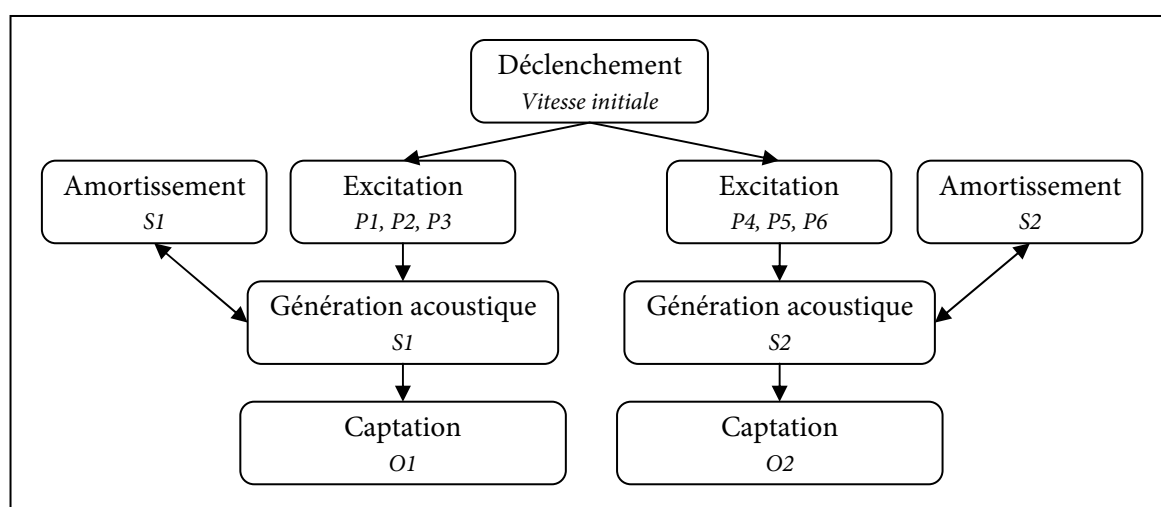 Déclenchement
Vitesse initiale
Amortissement
S1
Excitation
P1, P2, P3
Excitation
P4, P5, P6
Amortissement
S2
Génération acoustique
S1
Génération acoustique
S2
Captation
O1
Captation
O2